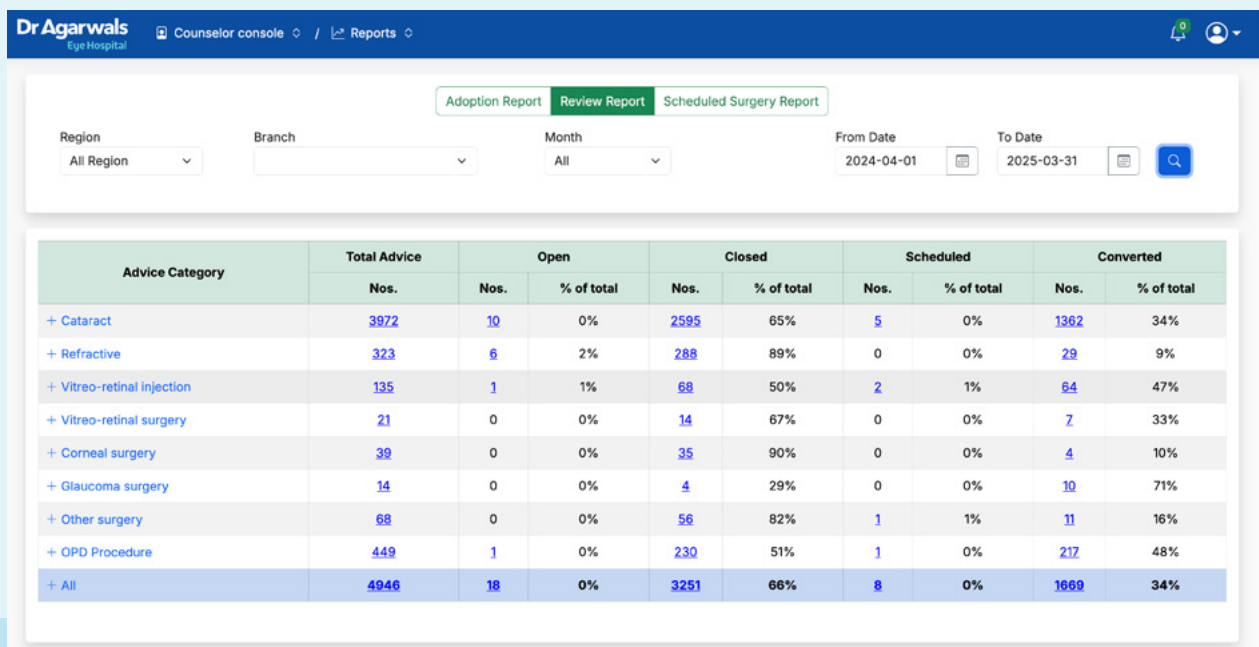 Dr Agarwals
Eye Hospital
Counselor console / Reports
0
Adoption Report Review Report Scheduled Surgery Report
Region Branch Month From Date To Date
All Region All 2024-04-01 2025-03-31
Advice Category Total Advice Open Closed Scheduled Converted
Nos. Nos. % of total Nos. % of total Nos. % of total Nos. % of total
+ Cataract 3972 10 0% 2595 65% 5 0% 1362 34%
+ Refractive 323 6 2% 288 89% 0 0% 29 9%
+ Vitreo-retinal injection 135 1 1% 68 50% 2 1% 64 47%
+ Vitreo-retinal surgery 21 0 0% 14 67% 0 0% 7 33%
+ Corneal surgery 39 0 0% 35 90% 0 0% 4 10%
+ Glaucoma surgery 14 0 0% 4 29% 0 0% 10 71%
+ Other surgery 68 0 0% 56 82% 1 1% 11 16%
+ OPD Procedure 449 1 0% 230 51% 1 0% 217 48%
+ All 4946 18 0% 3251 66% 8 0% 1669 34%